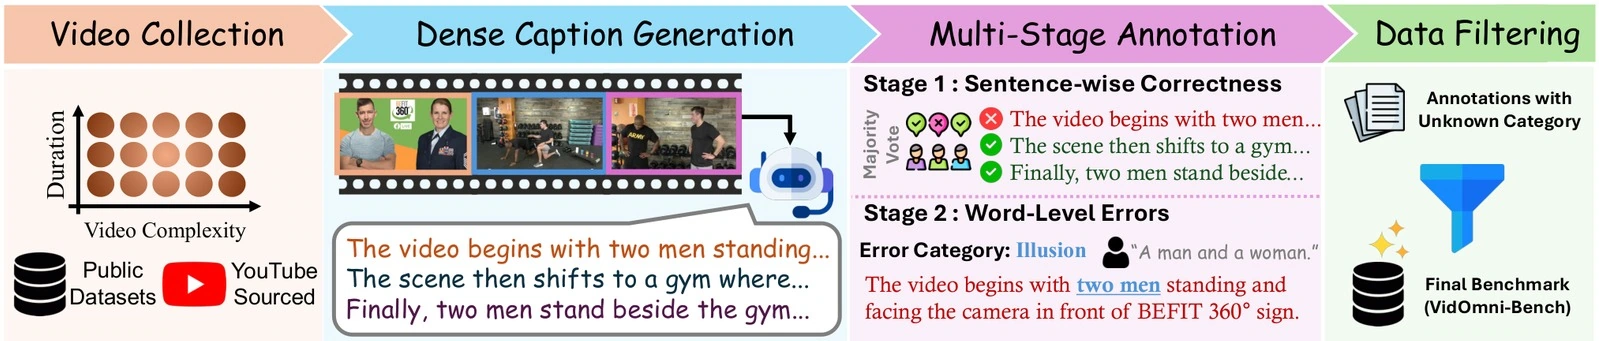 Video Collection
Dense Caption Generation
Multi-Stage Annotation
Data Filtering
Duration
Video Complexity
Public
Datasets
YouTube
Sourced
BEFIT
360°
ARMY
The video begins with two men standing...
The scene then shifts to a gym where...
Finally, two men stand beside the gym...
Stage 1 : Sentence-wise Correctness
Majority
Vote
The video begins with two men...
The scene then shifts to a gym...
Finally, two men stand beside...
Stage 2 : Word-Level Errors
Error Category: Illusion
“A man and a woman.”
The video begins with two men standing and
facing the camera in front of BEFIT 360° sign.
Annotations with
Unknown Category
Final Benchmark
(VidOmni-Bench)